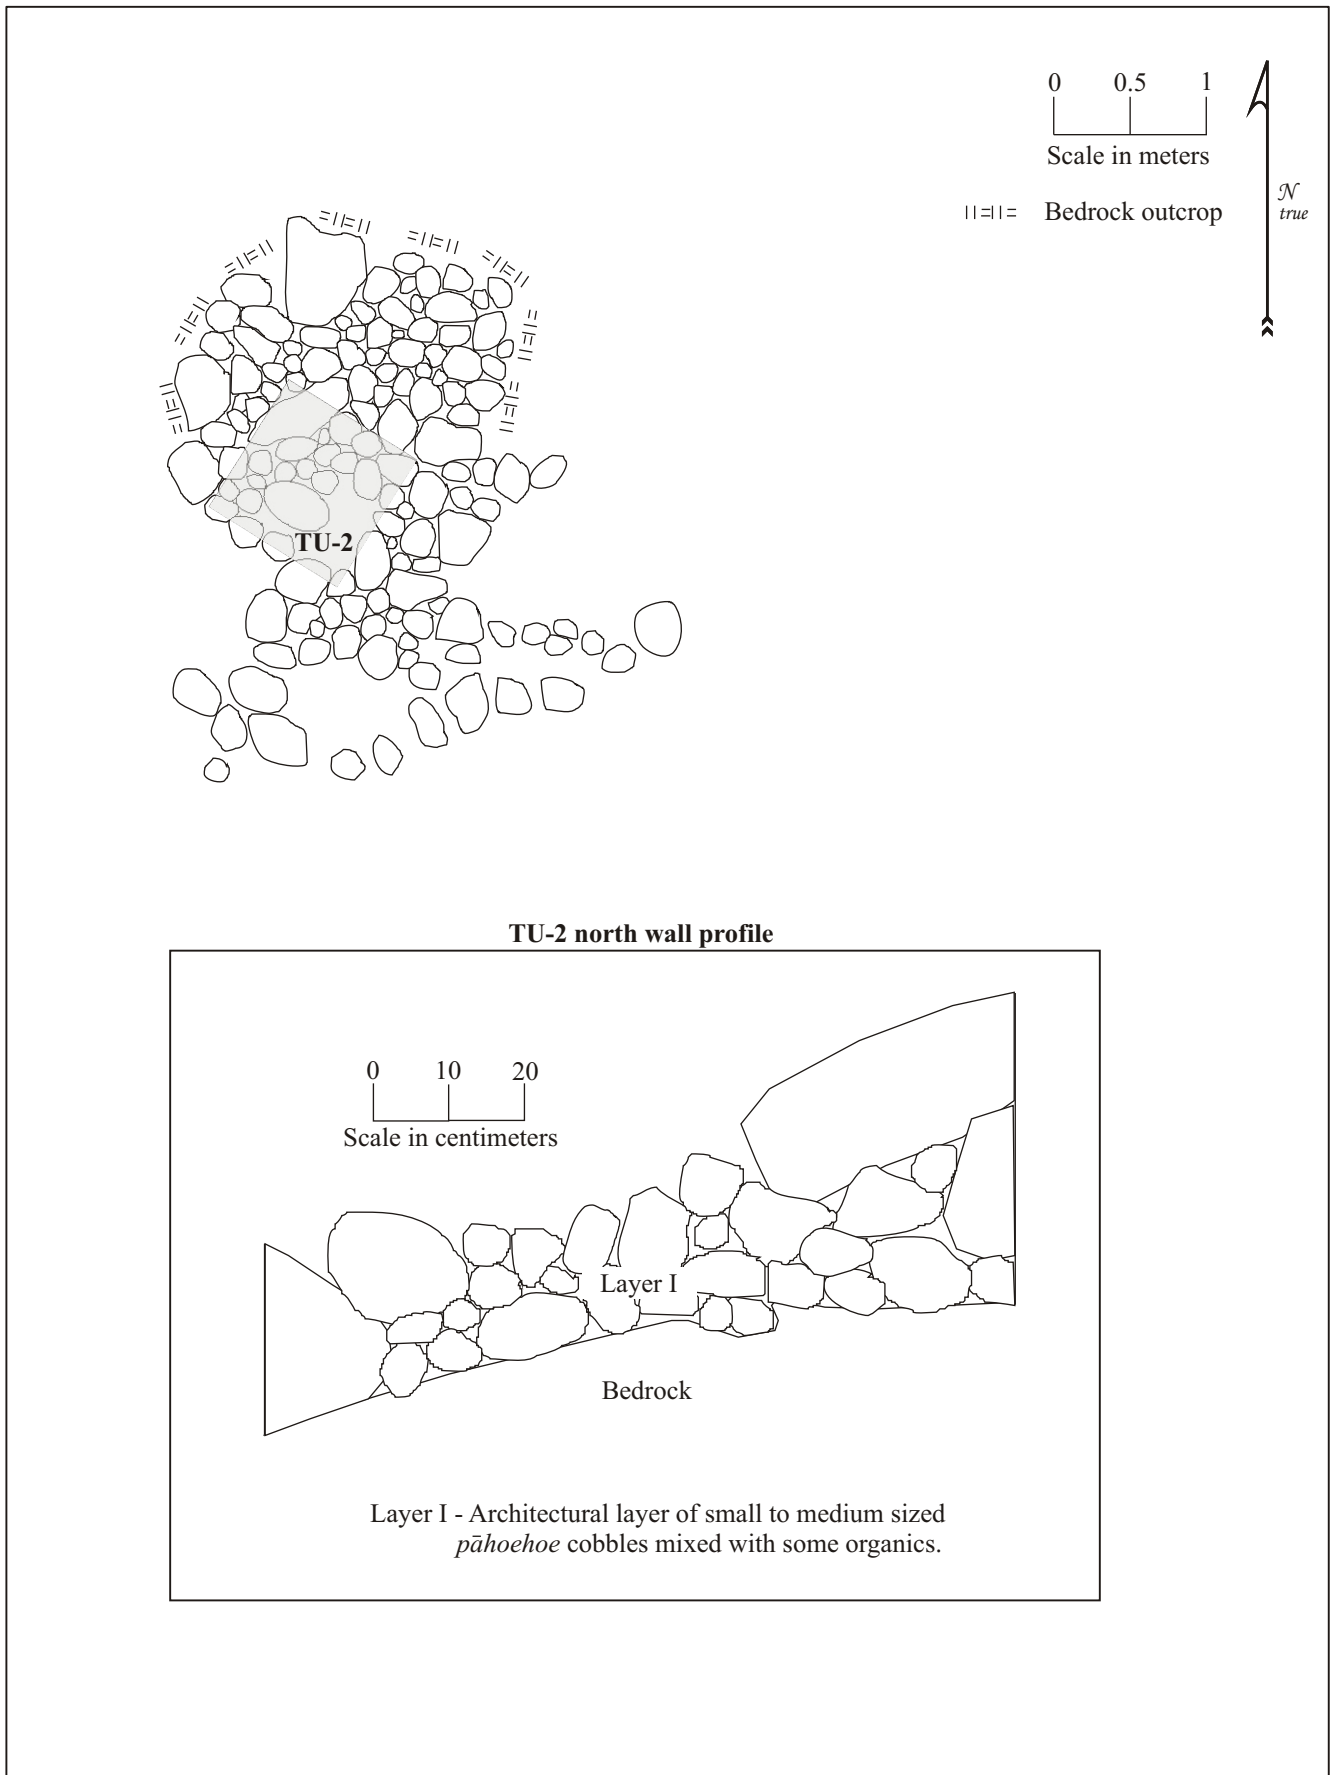 0 0.5 1
Scale in meters
Bedrock outcrop
N
true
TU-2
TU-2 north wall profile
0 10 20
Scale in centimeters
Layer I
Bedrock
Layer I - Architectural layer of small to medium sized
pāhoehoe cobbles mixed with some organics.